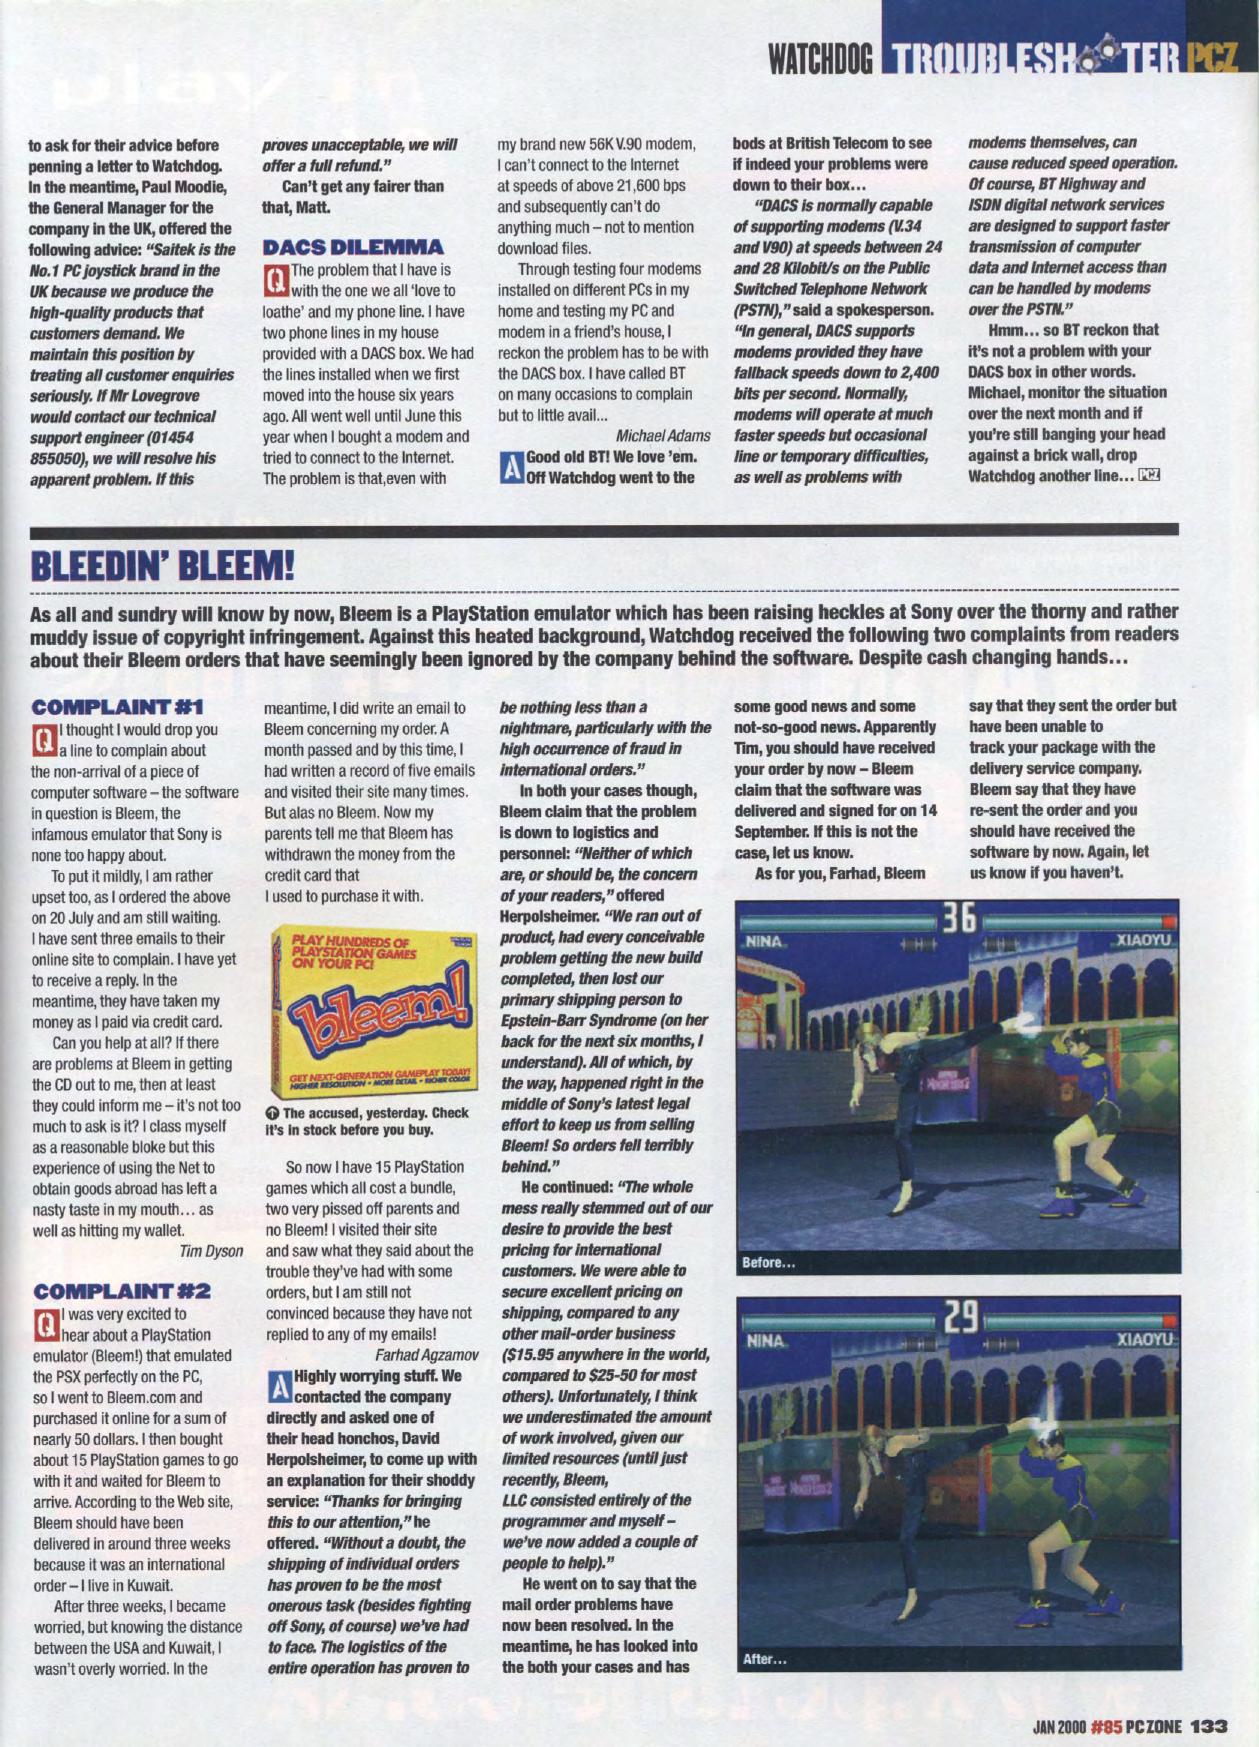 WATCHDOG TROUBLESHOOTER PCZ
to ask for their advice before
penning a letter to Watchdog.
In the meantime, Paul Moodie,
the General Manager for the
company in the UK, offered the
following advice: "Saitek is the
No.1 PC joystick brand in the
UK because we produce the
high-quality products that
customers demand. We
maintain this position by
treating all customer enquiries
seriously. If Mr Lovegrove
would contact our technical
support engineer (01454
855050), we will resolve his
apparent problem. If this
proves unacceptable, we will
offer a full refund."
Can't get any fairer than
that, Matt.
DACS DILEMMA
Q The problem that I have is
with the one we all 'love to
loathe' and my phone line. I have
two phone lines in my house
provided with a DACS box. We had
the lines installed when we first
moved into the house six years
ago. All went well until June this
year when I bought a modem and
tried to connect to the Internet.
The problem is that,even with
my brand new 56K V.90 modem,
I can't connect to the Internet
at speeds of above 21,600 bps
and subsequently can't do
anything much – not to mention
download files.
Through testing four modems
installed on different PCs in my
home and testing my PC and
modem in a friend's house, I
reckon the problem has to be with
the DACS box. I have called BT
on many occasions to complain
but to little avail...
Michael Adams
A Good old BT! We love 'em.
Off Watchdog went to the
bods at British Telecom to see
if indeed your problems were
down to their box...
"DACS is normally capable
of supporting modems (V.34
and V90) at speeds between 24
and 28 Kilobit/s on the Public
Switched Telephone Network
(PSTN)," said a spokesperson.
"In general, DACS supports
modems provided they have
fallback speeds down to 2,400
bits per second. Normally,
modems will operate at much
faster speeds but occasional
line or temporary difficulties,
as well as problems with
modems themselves, can
cause reduced speed operation.
Of course, BT Highway and
ISDN digital network services
are designed to support faster
transmission of computer
data and Internet access than
can be handled by modems
over the PSTN."
Hmm... so BT reckon that
it's not a problem with your
DACS box in other words.
Michael, monitor the situation
over the next month and if
you're still banging your head
against a brick wall, drop
Watchdog another line... PCZ
BLEEDIN' BLEEM!
As all and sundry will know by now, Bleem is a PlayStation emulator which has been raising heckles at Sony over the thorny and rather
muddy issue of copyright infringement. Against this heated background, Watchdog received the following two complaints from readers
about their Bleem orders that have seemingly been ignored by the company behind the software. Despite cash changing hands...
COMPLAINT #1
Q I thought I would drop you
a line to complain about
the non-arrival of a piece of
computer software – the software
in question is Bleem, the
infamous emulator that Sony is
none too happy about.
To put it mildly, I am rather
upset too, as I ordered the above
on 20 July and am still waiting.
I have sent three emails to their
online site to complain. I have yet
to receive a reply. In the
meantime, they have taken my
money as I paid via credit card.
Can you help at all? If there
are problems at Bleem in getting
the CD out to me, then at least
they could inform me – it's not too
much to ask is it? I class myself
as a reasonable bloke but this
experience of using the Net to
obtain goods abroad has left a
nasty taste in my mouth... as
well as hitting my wallet.
Tim Dyson
COMPLAINT #2
Q I was very excited to
hear about a PlayStation
emulator (Bleem!) that emulated
the PSX perfectly on the PC,
so I went to Bleem.com and
purchased it online for a sum of
nearly 50 dollars. I then bought
about 15 PlayStation games to go
with it and waited for Bleem to
arrive. According to the Web site,
Bleem should have been
delivered in around three weeks
because it was an international
order – I live in Kuwait.
After three weeks, I became
worried, but knowing the distance
between the USA and Kuwait, I
wasn't overly worried. In the
meantime, I did write an email to
Bleem concerning my order. A
month passed and by this time, I
had written a record of five emails
and visited their site many times.
But alas no Bleem. Now my
parents tell me that Bleem has
withdrawn the money from the
credit card that
I used to purchase it with.
PLAY HUNDREDS OF
PLAYSTATION GAMES
ON YOUR PC!
bleem!
GET NEXT-GENERATION GAMEPLAY TODAY!
HIGHER RESOLUTION • MORE DETAIL • RICHER COLOR
The accused, yesterday. Check
it's in stock before you buy.
So now I have 15 PlayStation
games which all cost a bundle,
two very pissed off parents and
no Bleem! I visited their site
and saw what they said about the
trouble they've had with some
orders, but I am still not
convinced because they have not
replied to any of my emails!
Farhad Agzamov
A Highly worrying stuff. We
contacted the company
directly and asked one of
their head honchos, David
Herpolsheimer, to come up with
an explanation for their shoddy
service: "Thanks for bringing
this to our attention," he
offered. "Without a doubt, the
shipping of individual orders
has proven to be the most
onerous task (besides fighting
off Sony, of course) we've had
to face. The logistics of the
entire operation has proven to
be nothing less than a
nightmare, particularly with the
high occurrence of fraud in
international orders."
In both your cases though,
Bleem claim that the problem
is down to logistics and
personnel: "Neither of which
are, or should be, the concern
of your readers," offered
Herpolsheimer. "We ran out of
product, had every conceivable
problem getting the new build
completed, then lost our
primary shipping person to
Epstein-Barr Syndrome (on her
back for the next six months, I
understand). All of which, by
the way, happened right in the
middle of Sony's latest legal
effort to keep us from selling
Bleem! So orders fell terribly
behind."
He continued: "The whole
mess really stemmed out of our
desire to provide the best
pricing for international
customers. We were able to
secure excellent pricing on
shipping, compared to any
other mail-order business
($15.95 anywhere in the world,
compared to $25-50 for most
others). Unfortunately, I think
we underestimated the amount
of work involved, given our
limited resources (until just
recently, Bleem,
LLC consisted entirely of the
programmer and myself –
we've now added a couple of
people to help)."
He went on to say that the
mail order problems have
now been resolved. In the
meantime, he has looked into
the both your cases and has
some good news and some
not-so-good news. Apparently
Tim, you should have received
your order by now – Bleem
claim that the software was
delivered and signed for on 14
September. If this is not the
case, let us know.
As for you, Farhad, Bleem
say that they sent the order but
have been unable to
track your package with the
delivery service company.
Bleem say that they have
re-sent the order and you
should have received the
software by now. Again, let
us know if you haven't.
36
NINA
XIAOYU
Before...
29
NINA
XIAOYU
After...
JAN 2000 #85 PC ZONE 133